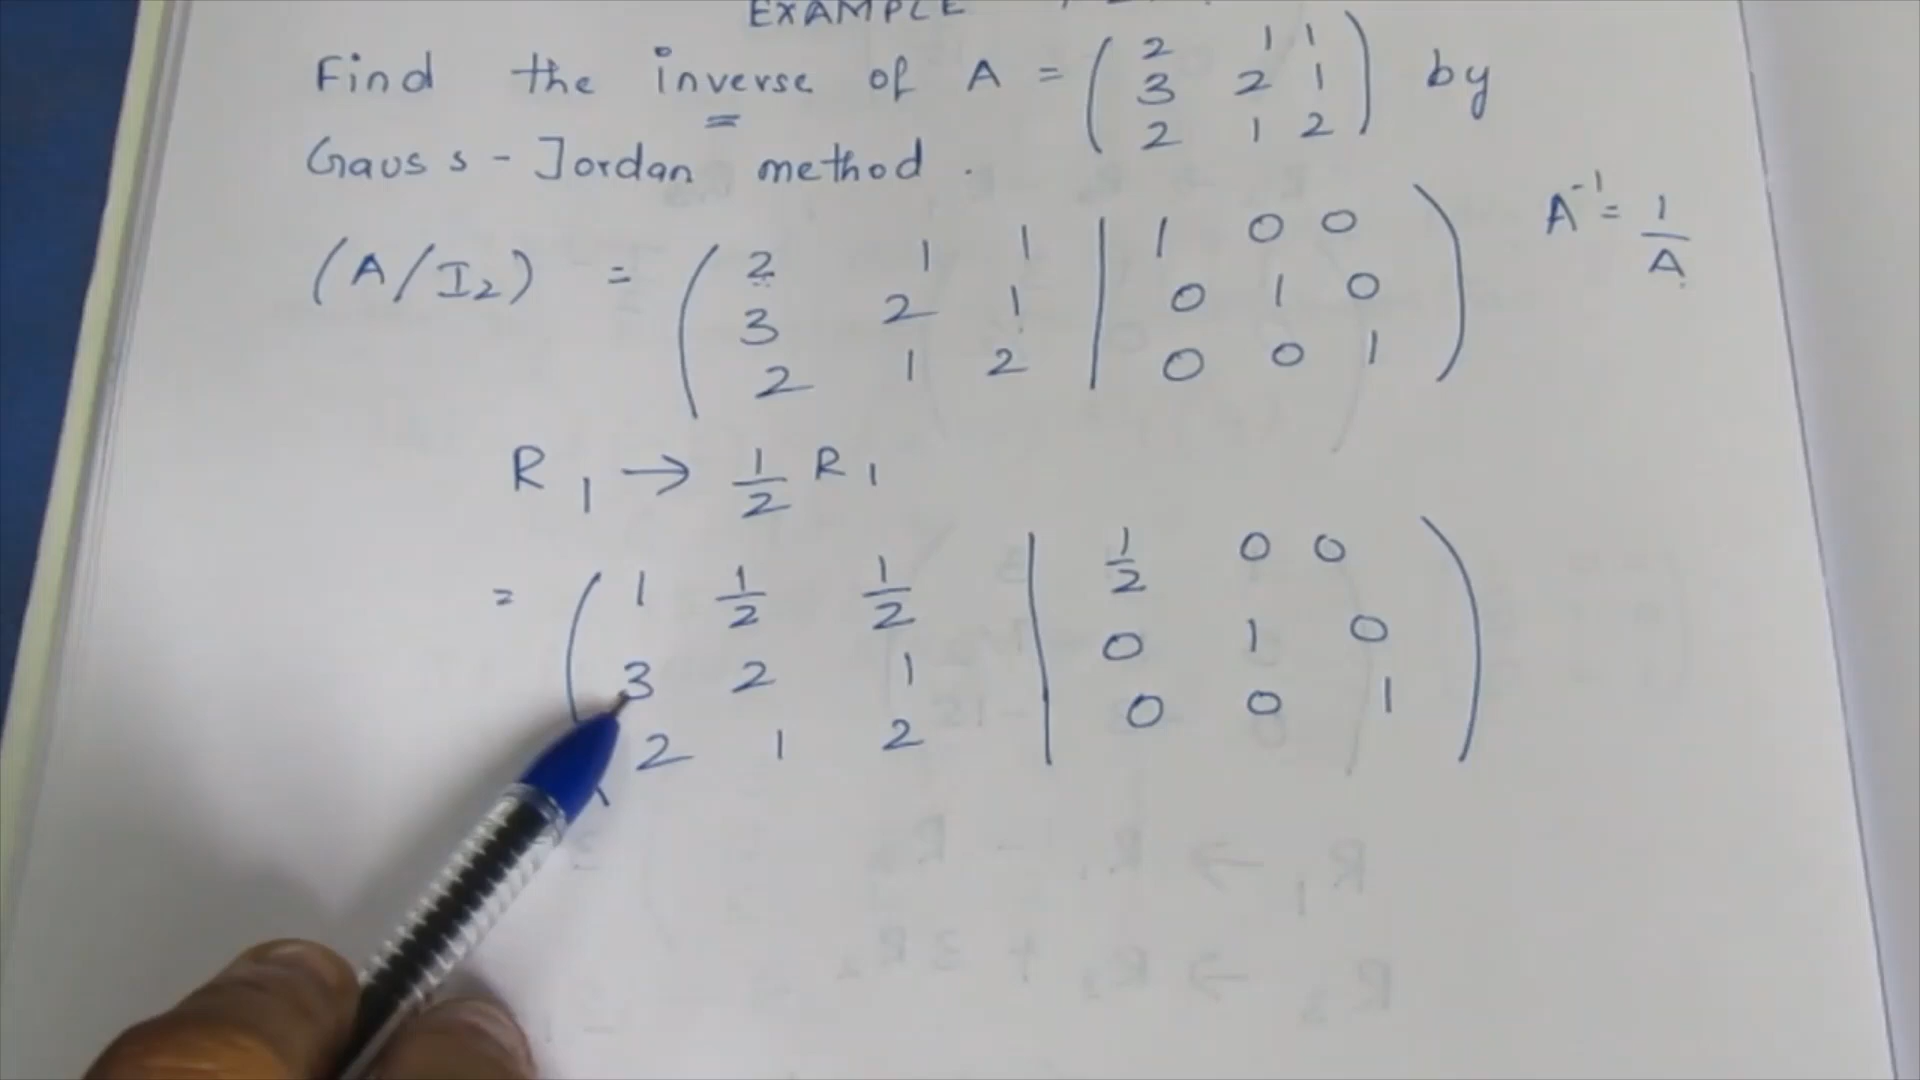 EXAMPLE
Find the inverse of A = ( 2 1 1
3 2 1
2 1 2 ) by
Gauss - Jordan method .
(A/I2) = ( 2 1 1 | 1 0 0
3 2 1 | 0 1 0
2 1 2 | 0 0 1 )
A⁻¹ = 1/A
R1 → 1/2 R1
= ( 1 1/2 1/2 | 1/2 0 0
3 2 1 | 0 1 0
2 1 2 | 0 0 1 )